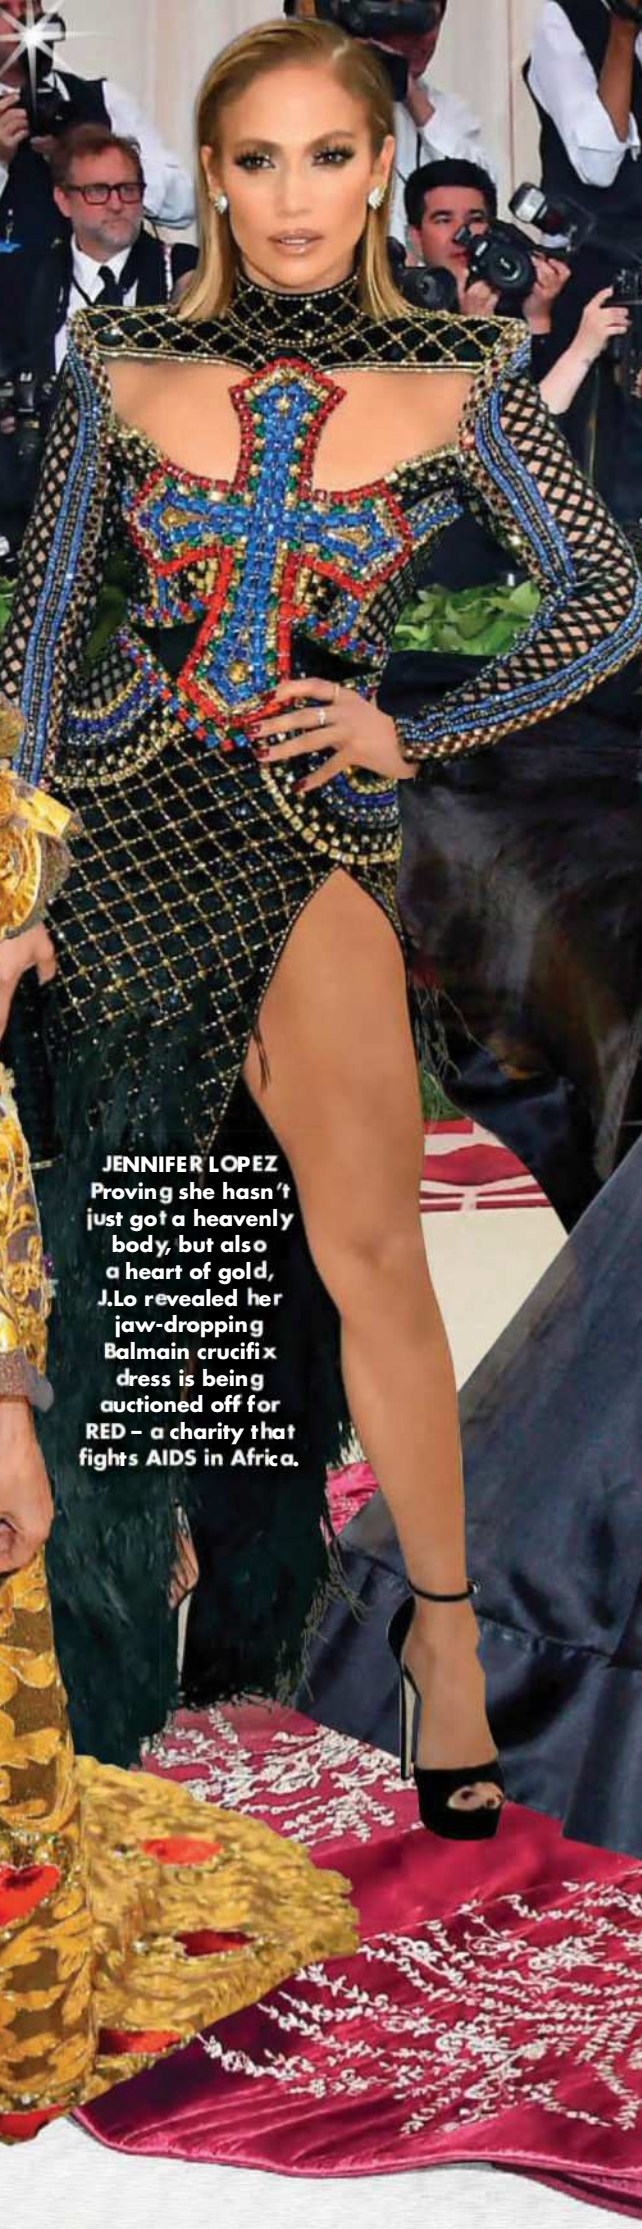 JENNIFER LOPEZ
Proving she hasn't
just got a heavenly
body, but also
a heart of gold,
J.Lo revealed her
jaw-dropping
Balmain crucifix
dress is being
auctioned off for
RED – a charity that
fights AIDS in Africa.